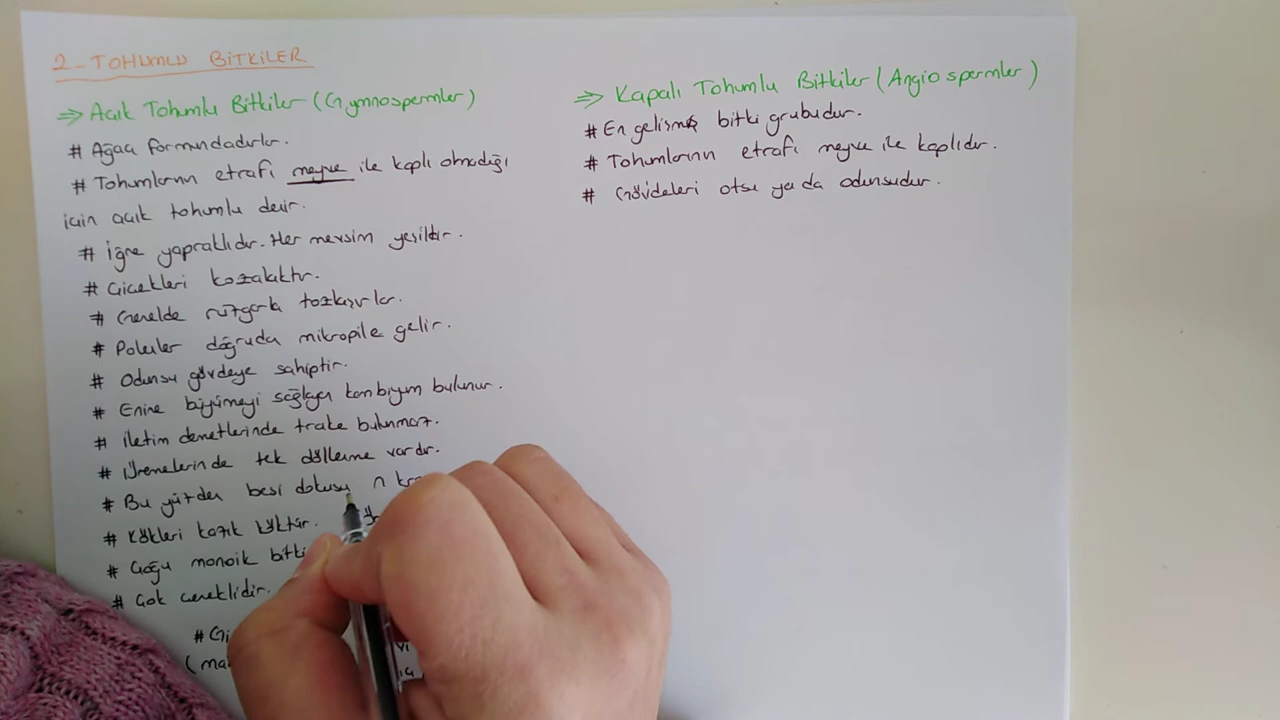 2-TOHUMLU BİTKİLER
⇒ Açık Tohumlu Bitkiler (Gymnospermler)
# Ağaç formundadırlar.
# Tohumlarının etrafı meyve ile kaplı olmadığı
için açık tohumlu denir.
# İğne yapraklıdır. Her mevsim yeşildir.
# Çiçekleri kozalaktır.
# Genelde rüzgarla tozlaşırlar.
# Polenler doğruda mikropile gelir.
# Odunsu gövdeye sahiptir.
# Enine büyümeyi sağlayan kambiyum bulunur.
# İletim demetlerinde trake bulunmaz.
# Üremelerinde tek döllenme vardır.
# Bu yüzden besi dokusu n kro
# Kökleri kazık köktür.
# Çoğu monoik bitki
# Çok çeneklidir.
⇒ Kapalı Tohumlu Bitkiler (Angiospermler)
# En gelişmiş bitki grubudur.
# Tohumlarının etrafı meyve ile kaplıdır.
# Gövdeleri otsu ya da odunsudur.